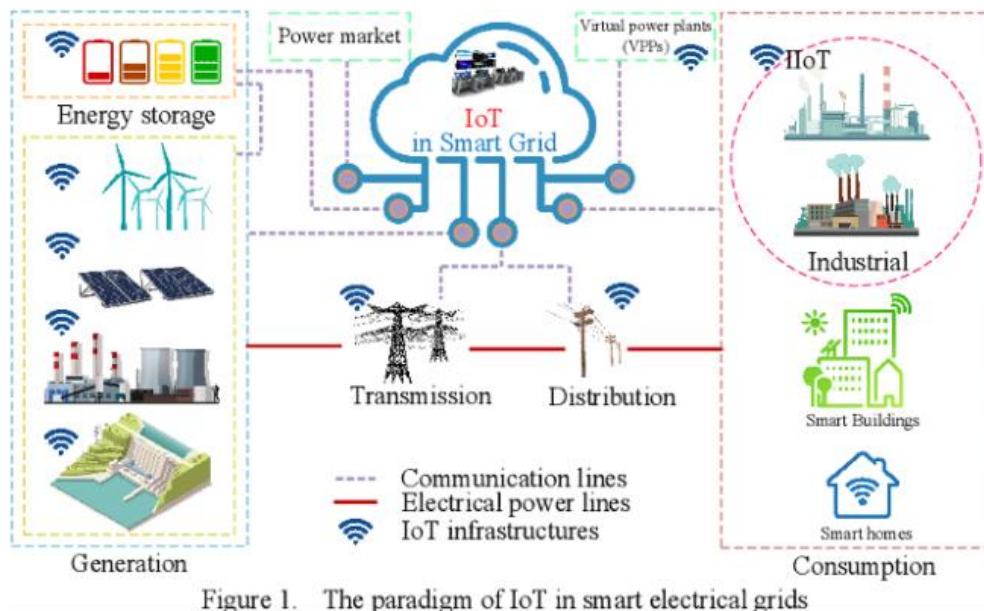 Power market
Virtual power plants
(VPPs)
IIoT
Energy storage
IoT
in Smart Grid
Industrial
Transmission
Distribution
Smart Buildings
Communication lines
Electrical power lines
IoT infrastructures
Smart homes
Generation
Consumption
Figure 1. The paradigm of IoT in smart electrical grids